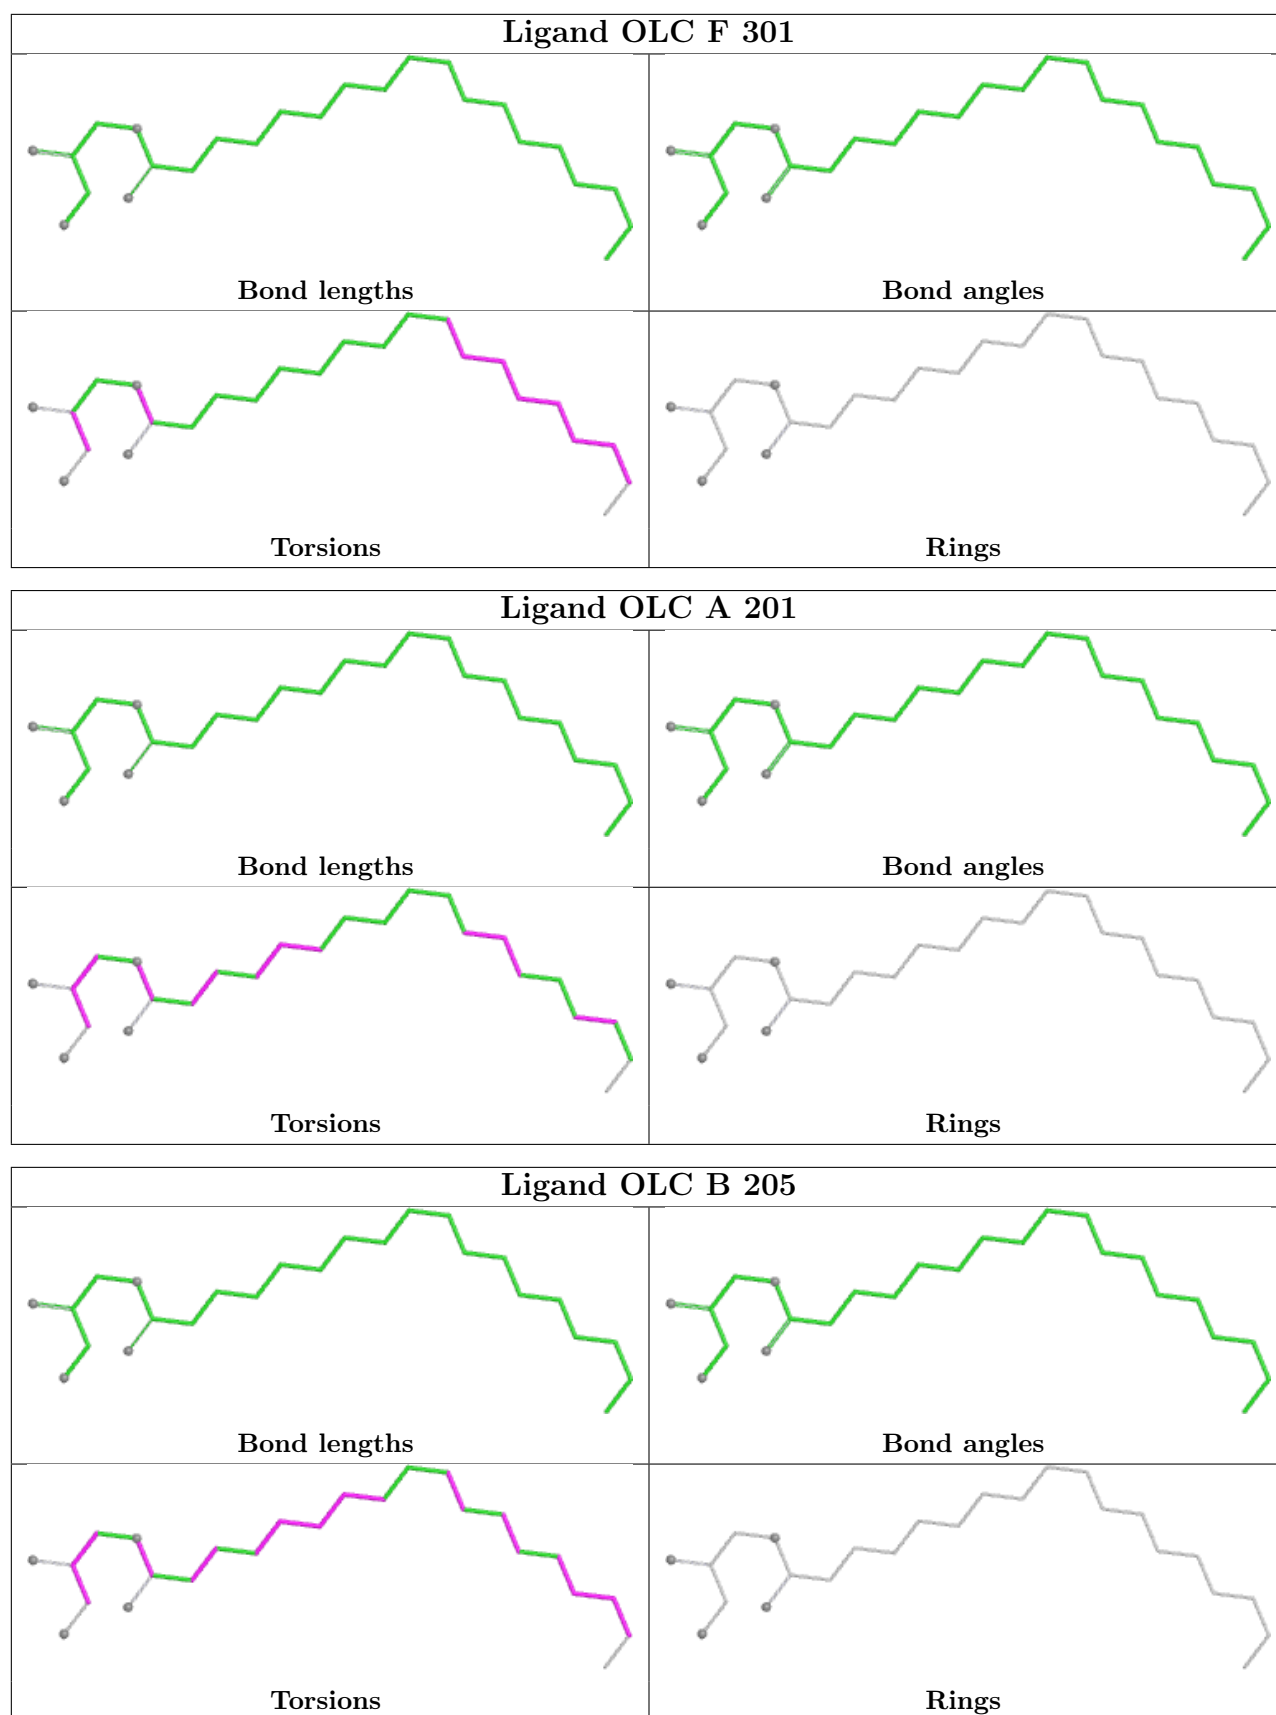 Ligand OLC F 301
Bond lengths
Bond angles
Torsions
Rings
Ligand OLC A 201
Bond lengths
Bond angles
Torsions
Rings
Ligand OLC B 205
Bond lengths
Bond angles
Torsions
Rings